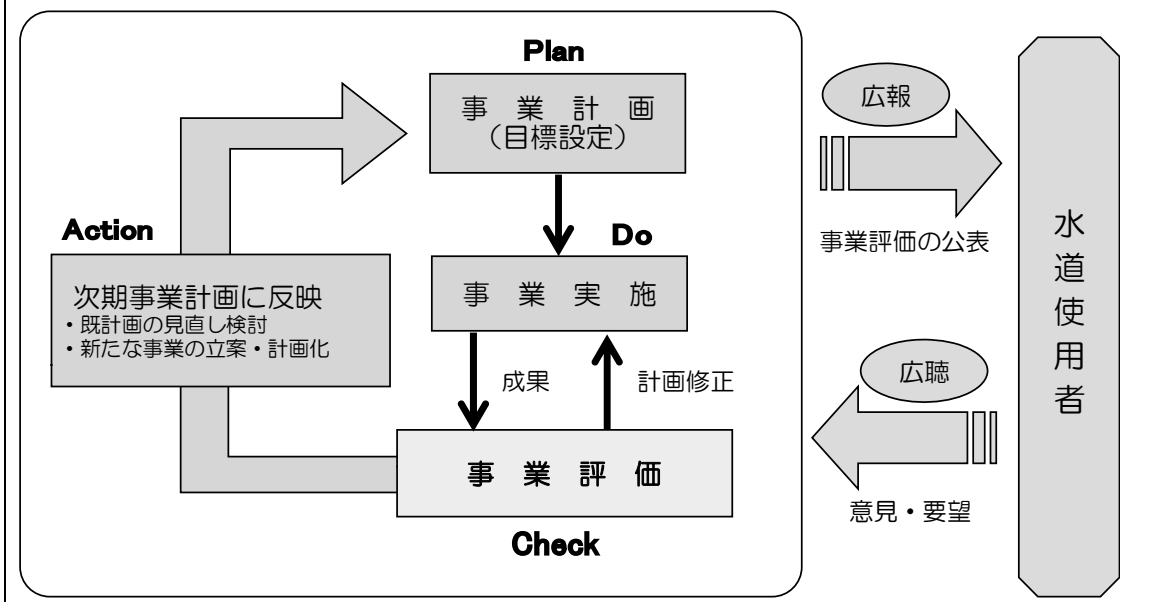 Plan
事業計画
（目標設定）
Do
事業実施
Action
次期事業計画に反映
・既計画の見直し検討
・新たな事業の立案・計画化
成果
計画修正
事業評価
Check
広報
事業評価の公表
広聴
意見・要望
水道使用者